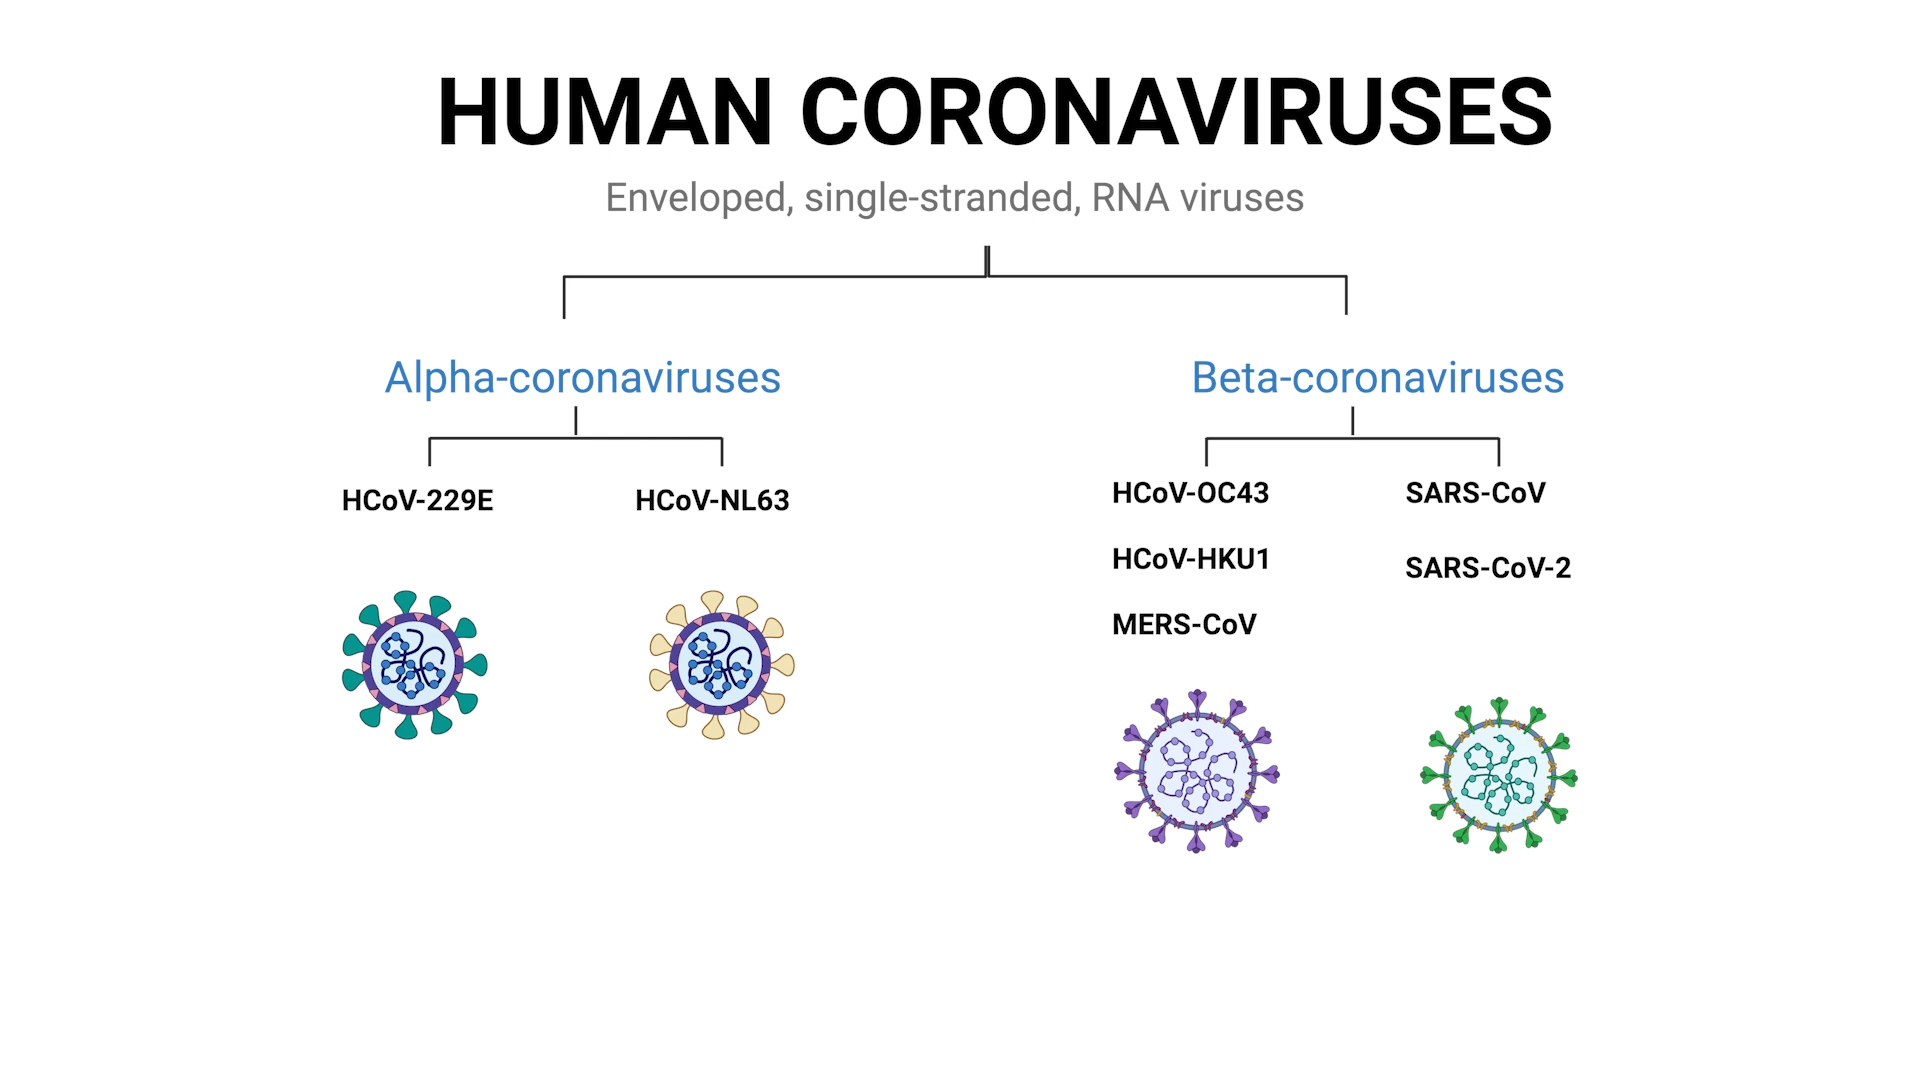 HUMAN CORONAVIRUSES
Enveloped, single-stranded, RNA viruses
Alpha-coronaviruses
HCoV-229E
HCoV-NL63
Beta-coronaviruses
HCoV-OC43
HCoV-HKU1
MERS-CoV
SARS-CoV
SARS-CoV-2